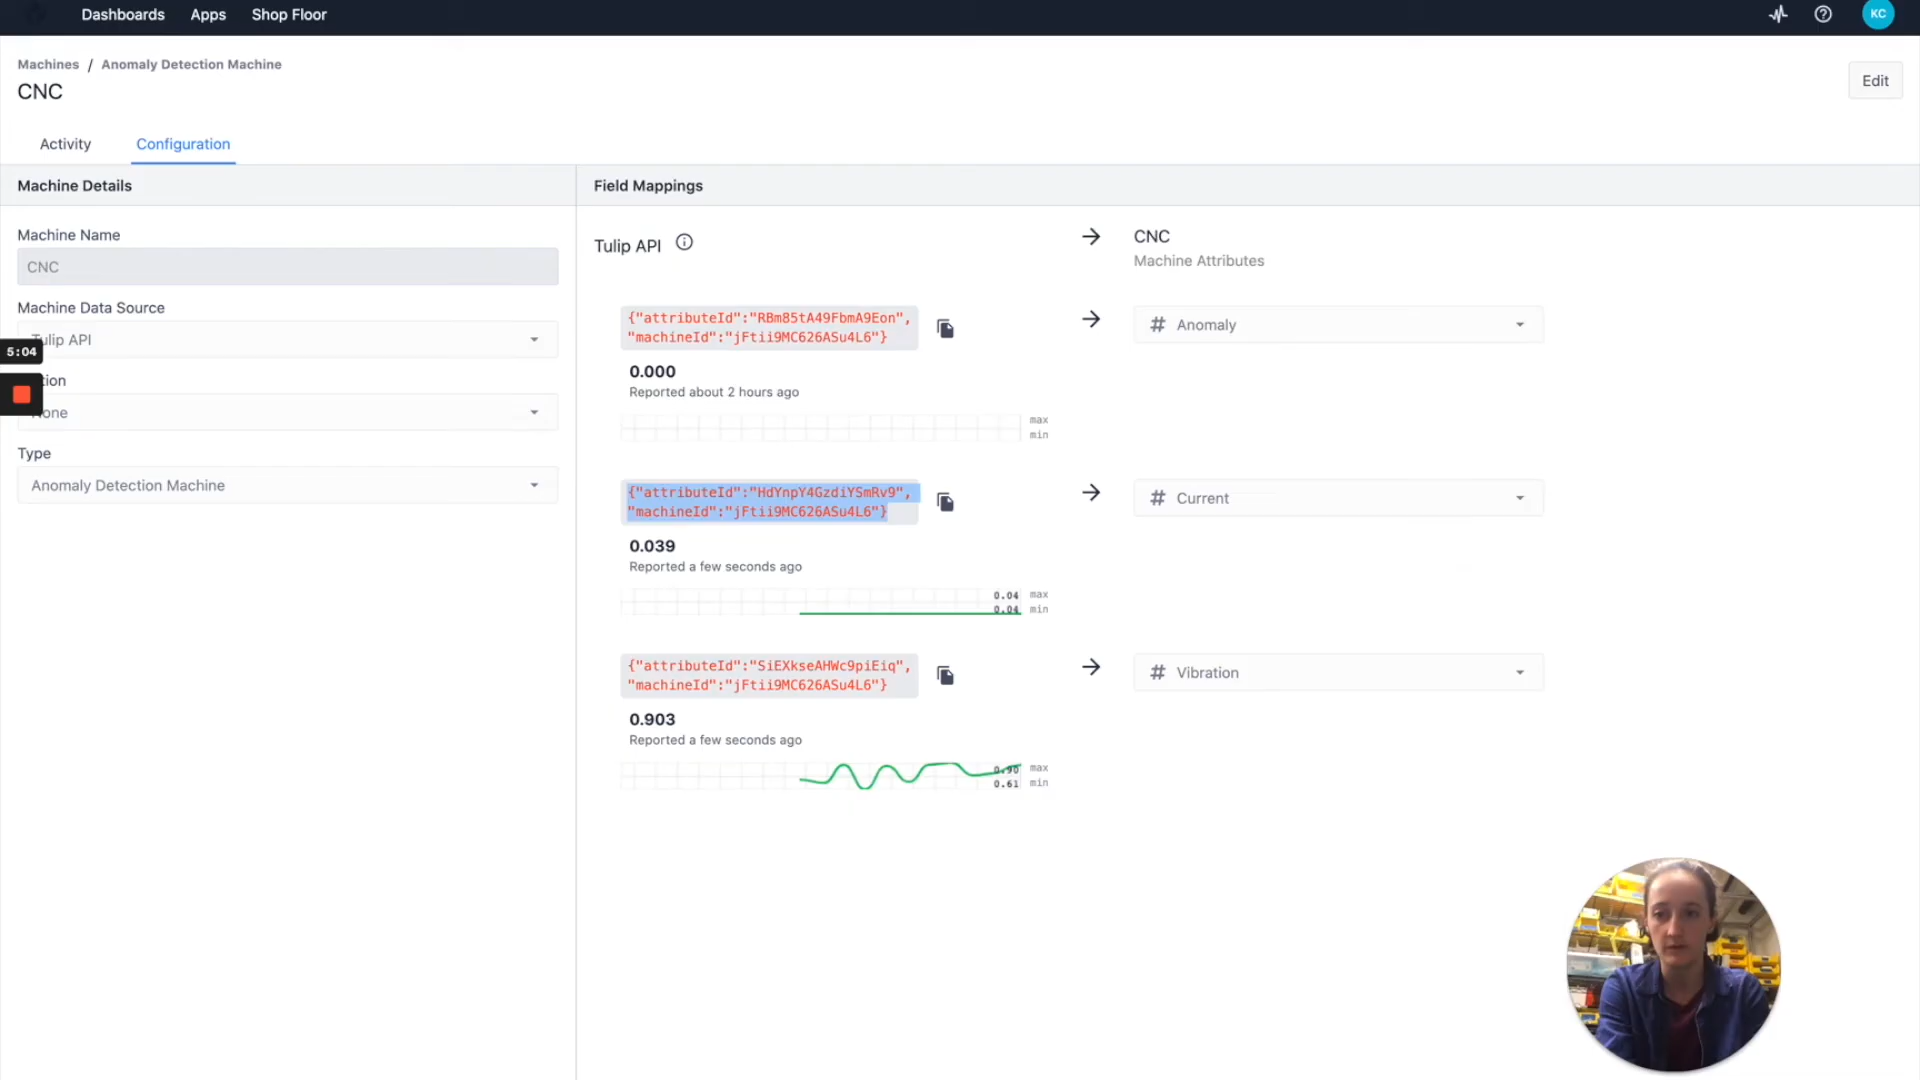 Dashboards Apps Shop Floor KC
Machines / Anomaly Detection Machine
CNC
Edit
Activity Configuration
Machine Details
Field Mappings
Machine Name
CNC
Machine Data Source
Tulip API
5:04
tion
None
Type
Anomaly Detection Machine
Tulip API
CNC
Machine Attributes
{"attributeId":"RBm85tA49FbmA9Eon",
"machineId":"jFtii9MC626ASu4L6"}
# Anomaly
0.000
Reported about 2 hours ago
max
min
{"attributeId":"HdYnpY4GzdiYSmRv9",
"machineId":"jFtii9MC626ASu4L6"}
# Current
0.039
Reported a few seconds ago
0.04 max
0.04 min
{"attributeId":"SiEXkseAHWc9piEiq",
"machineId":"jFtii9MC626ASu4L6"}
# Vibration
0.903
Reported a few seconds ago
0.90 max
0.61 min